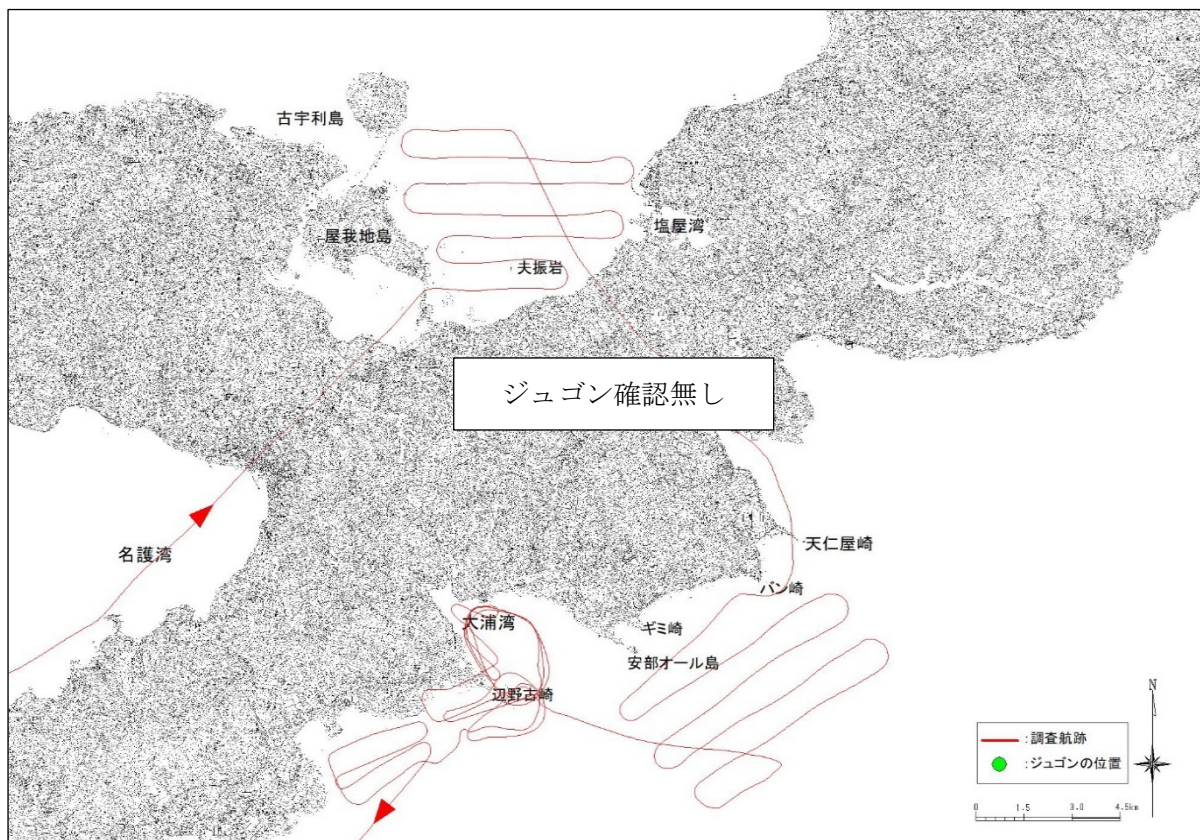 古宇利島
屋我地島
塩屋湾
夫振岩
ジュゴン確認無し
名護湾
天仁屋崎
バン崎
大浦湾
ギミ崎
安部オール島
辺野古崎
N
:調査航跡
:ジュゴンの位置
0 1.5 3.0 4.5km